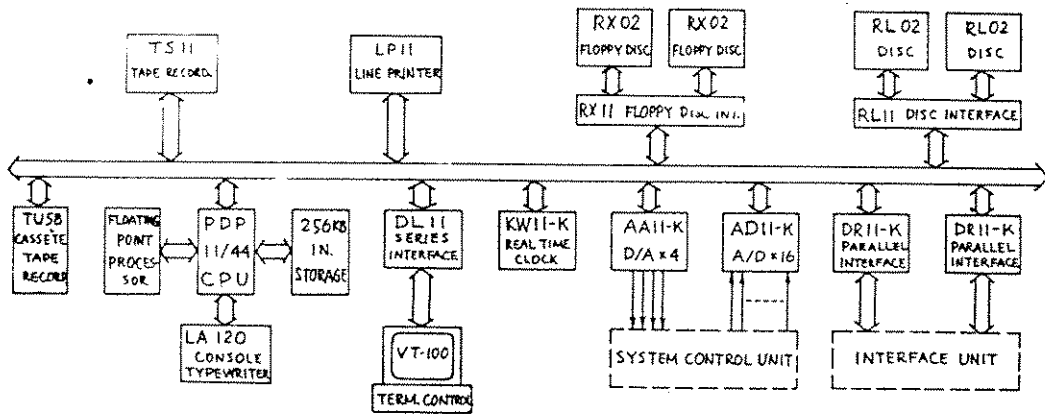 TS11
TAPE RECORD.
LP11
LINE PRINTER
RX02
FLOPPY DISC
RX02
FLOPPY DISC
RL02
DISC
RL02
DISC
RX11 FLOPPY DISC INT.
RL11 DISC INTERFACE
TU58
CASSETE
TAPE
RECORD
FLOATING
POINT
PROCES-
SOR
PDP
11/44
CPU
256KB
IN.
STORAGE
DL11
SERIES
INTERFACE
KW11-K
REAL TIME
CLOCK
AA11-K
D/A × 4
AD11-K
A/D × 16
DR11-K
PARALLEL
INTERFACE
DR11-K
PARALLEL
INTERFACE
LA 120
CONSOLE
TYPEWRITER
VT-100
TERM. CONTROL
SYSTEM CONTROL UNIT
INTERFACE UNIT